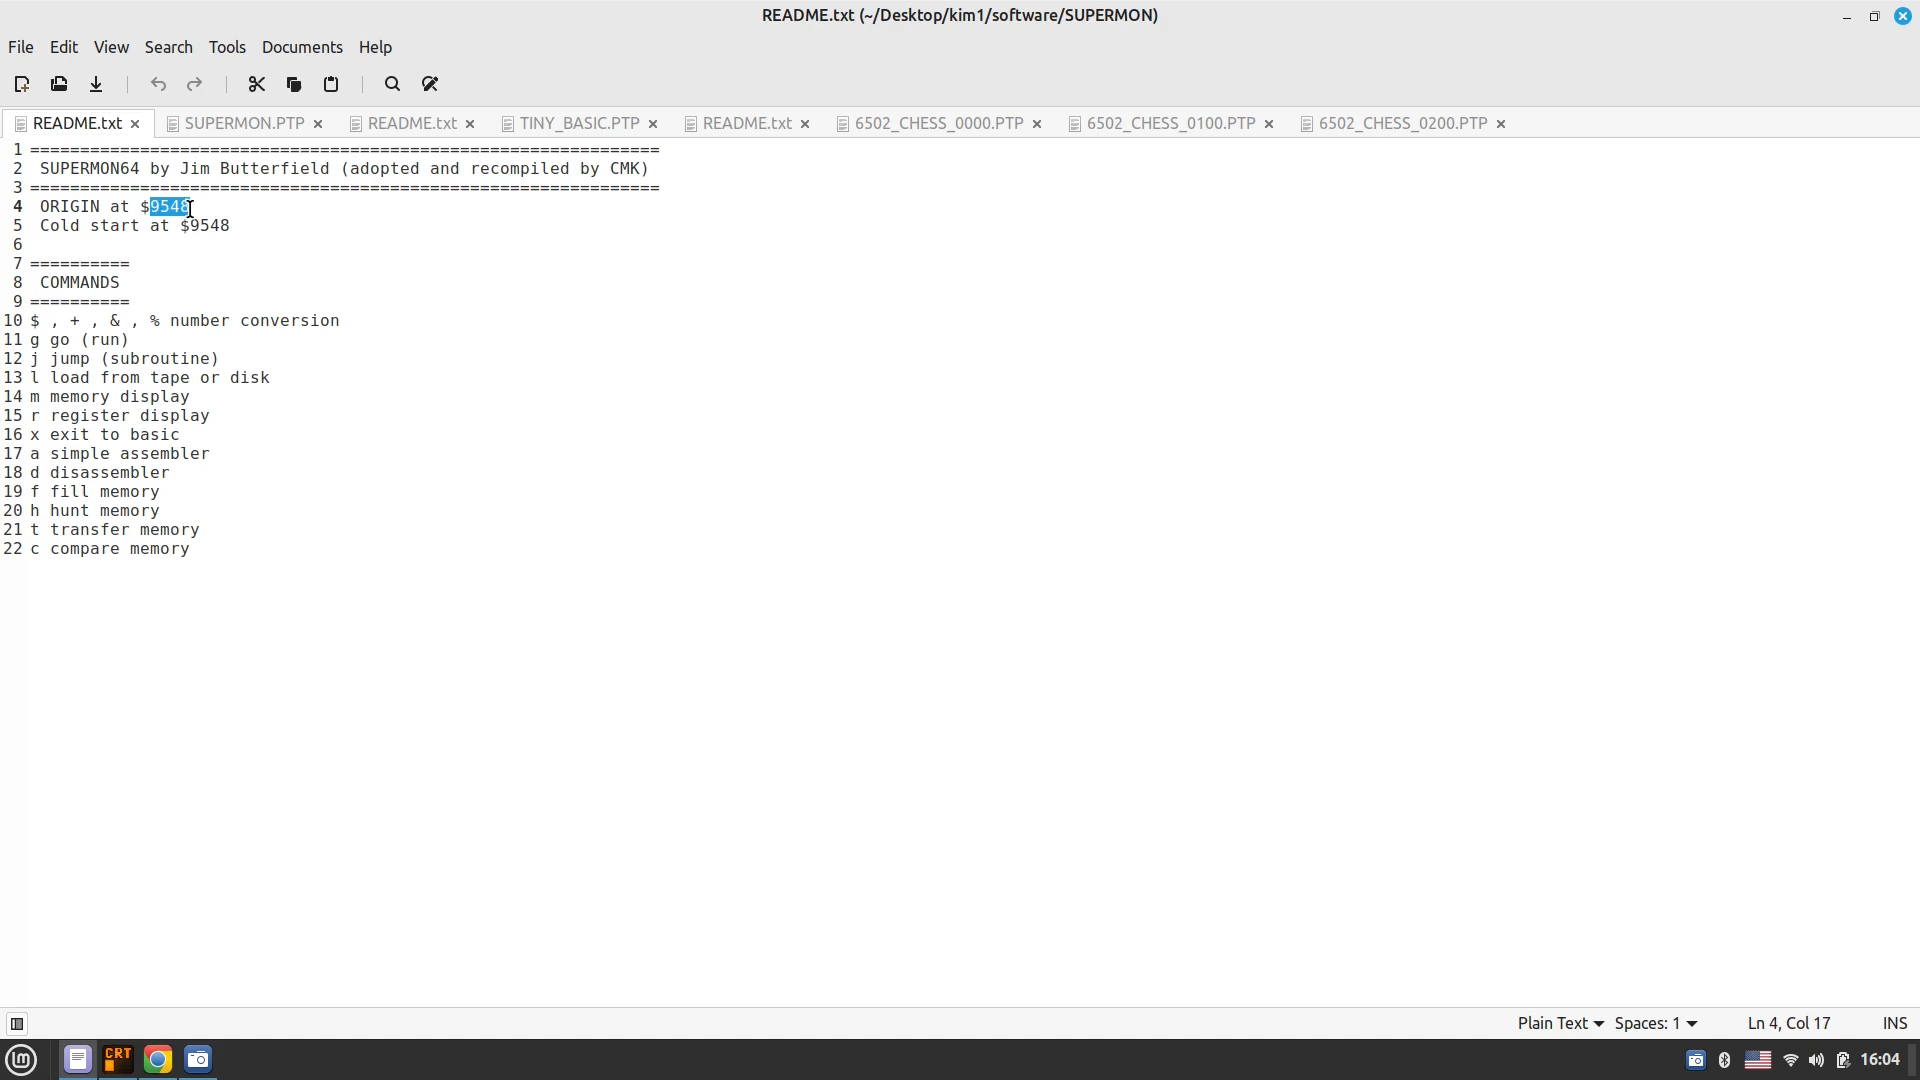 README.txt (~/Desktop/kim1/software/SUPERMON)
File Edit View Search Tools Documents Help
README.txt SUPERMON.PTP README.txt TINY_BASIC.PTP README.txt 6502_CHESS_0000.PTP 6502_CHESS_0100.PTP 6502_CHESS_0200.PTP
1 ===============================================================
2 SUPERMON64 by Jim Butterfield (adopted and recompiled by CMK)
3 ===============================================================
4 ORIGIN at $9548
5 Cold start at $9548
6
7 ==========
8 COMMANDS
9 ==========
10 $ , + , & , % number conversion
11 g go (run)
12 j jump (subroutine)
13 l load from tape or disk
14 m memory display
15 r register display
16 x exit to basic
17 a simple assembler
18 d disassembler
19 f fill memory
20 h hunt memory
21 t transfer memory
22 c compare memory
Plain Text Spaces: 1 Ln 4, Col 17 INS
lm CRT 16:04